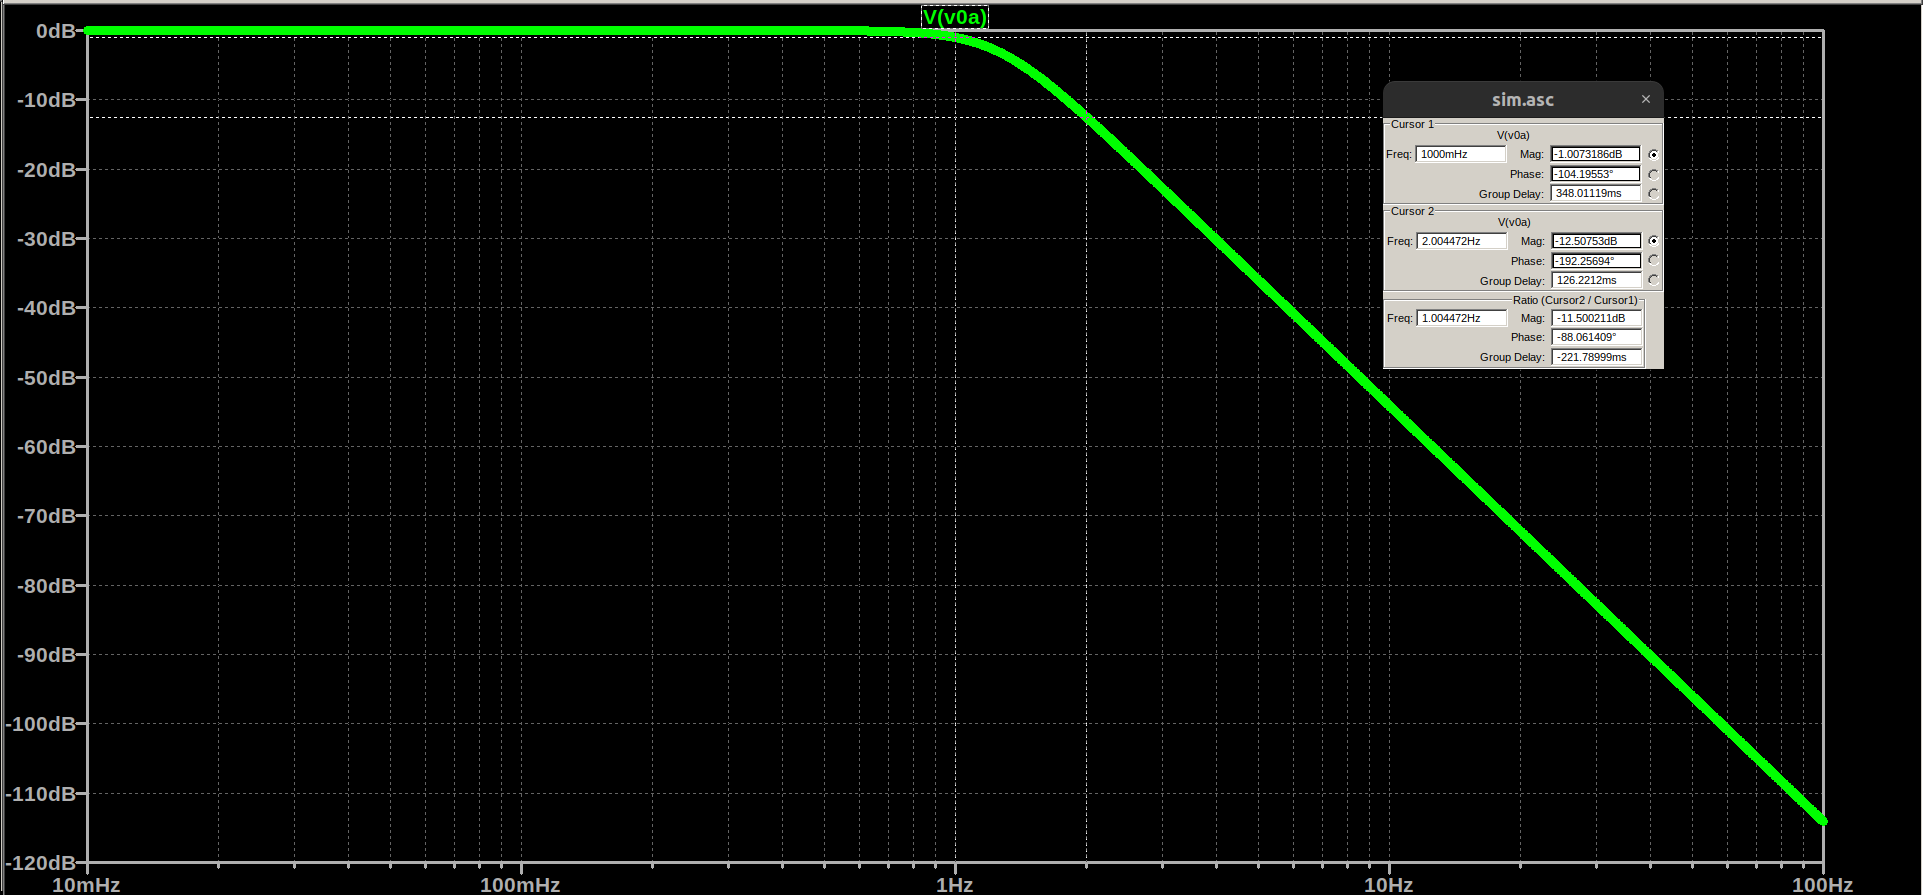 V(v0a)
0dB
-10dB
-20dB
-30dB
-40dB
-50dB
-60dB
-70dB
-80dB
-90dB
-100dB
-110dB
-120dB
10mHz 100mHz 1Hz 10Hz 100Hz
sim.asc ×
Cursor 1
V(v0a)
Freq: 1000mHz Mag: -1.0073186dB
Phase: -104.19553°
Group Delay: 348.01119ms
Cursor 2
V(v0a)
Freq: 2.004472Hz Mag: -12.50753dB
Phase: -192.25694°
Group Delay: 126.2212ms
Ratio (Cursor2 / Cursor1)
Freq: 1.004472Hz Mag: -11.500211dB
Phase: -88.061409°
Group Delay: -221.78999ms